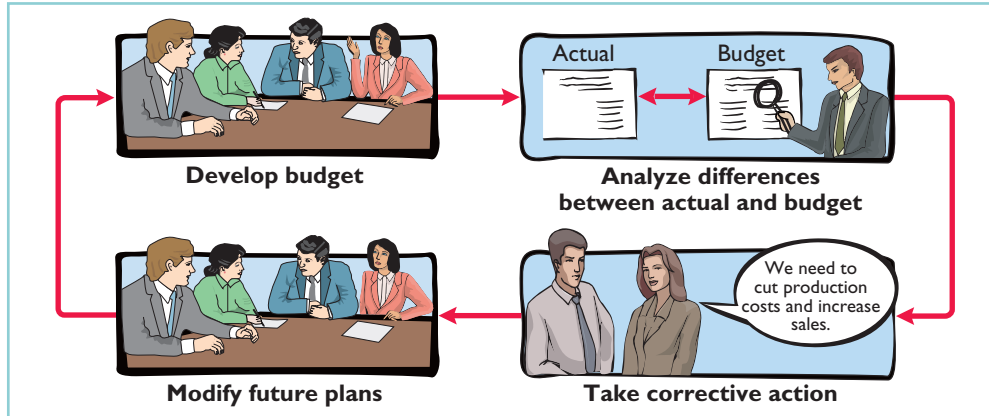 Actual
Budget
Develop budget
Analyze differences
between actual and budget
We need to
cut production
costs and increase
sales.
Modify future plans
Take corrective action